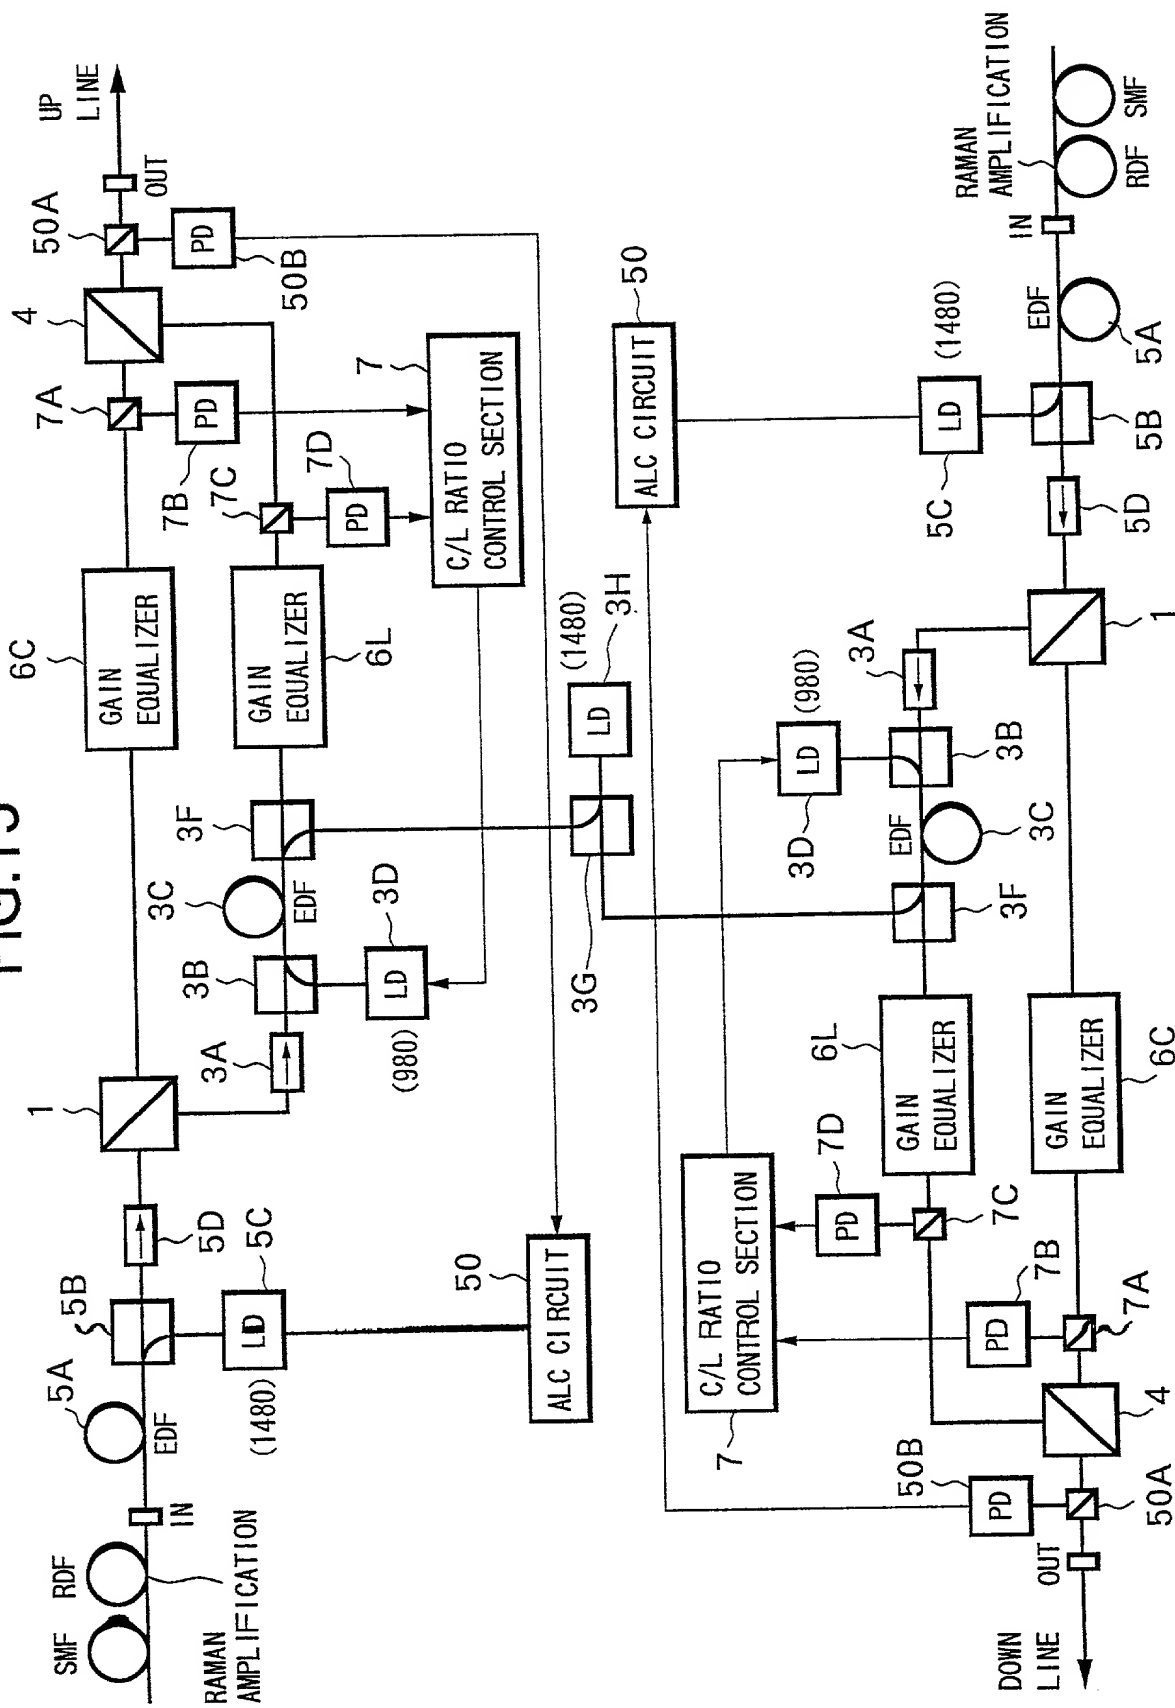 FIG.15
UP
LINE
50A
OUT
PD
50B
4
7A
PD
7B
7C
7D
PD
7
C/L RATIO
CONTROL SECTION
6C
GAIN
EQUALIZER
GAIN
EQUALIZER
6L
3F
3C
EDF
3B
3D
LD
(980)
3A
1
5D
5B
5C
LD
(1480)
5A
EDF
50
ALC CIRCUIT
IN
RDF
SMF
RAMAN
AMPLIFICATION
(1480)
3H
LD
3G
RAMAN
AMPLIFICATION
SMF
RDF
IN
EDF
5A
50
ALC CIRCUIT
(1480)
LD
5C
5B
5D
1
3A
(980)
LD
3D
3B
EDF
3C
3F
6L
GAIN
EQUALIZER
GAIN
EQUALIZER
6C
C/L RATIO
CONTROL SECTION
7
7D
PD
7C
7B
PD
7A
4
50B
PD
50A
OUT
DOWN
LINE